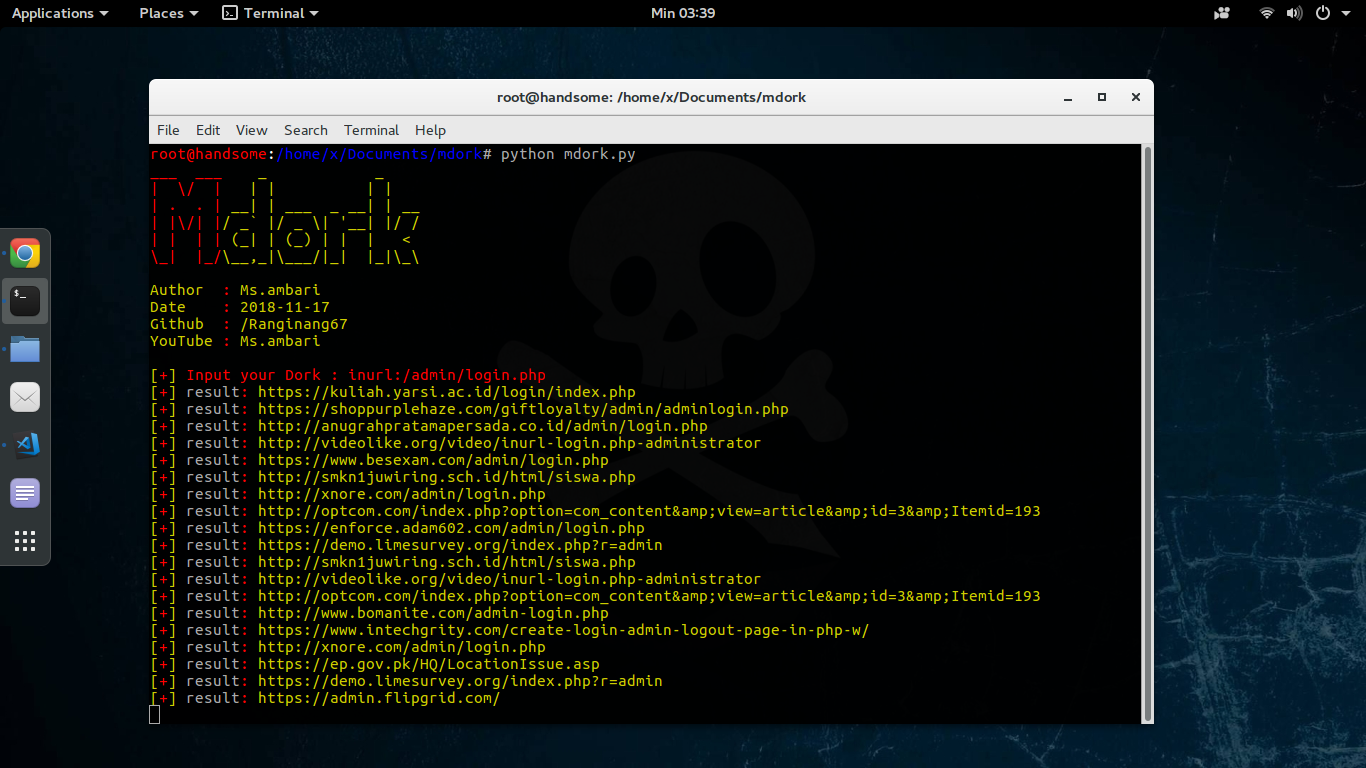 Applications Places Terminal Min 03:39
root@handsome: /home/x/Documents/mdork
File Edit View Search Terminal Help
root@handsome:/home/x/Documents/mdork# python mdork.py
Mdork
Author : Ms.ambari
Date : 2018-11-17
Github : /Ranginang67
YouTube : Ms.ambari
[+] Input your Dork : inurl:/admin/login.php
[+] result: https://kuliah.yarsi.ac.id/login/index.php
[+] result: https://shoppurplehaze.com/giftloyalty/admin/adminlogin.php
[+] result: http://anugrahpratamapersada.co.id/admin/login.php
[+] result: http://videolike.org/video/inurl-login.php-administrator
[+] result: https://www.besexam.com/admin/login.php
[+] result: http://smkn1juwiring.sch.id/html/siswa.php
[+] result: http://xnore.com/admin/login.php
[+] result: http://optcom.com/index.php?option=com_content&amp;view=article&amp;id=3&amp;Itemid=193
[+] result: https://enforce.adam602.com/admin/login.php
[+] result: https://demo.limesurvey.org/index.php?r=admin
[+] result: http://smkn1juwiring.sch.id/html/siswa.php
[+] result: http://videolike.org/video/inurl-login.php-administrator
[+] result: http://optcom.com/index.php?option=com_content&amp;view=article&amp;id=3&amp;Itemid=193
[+] result: http://www.bomanite.com/admin-login.php
[+] result: https://www.intechgrity.com/create-login-admin-logout-page-in-php-w/
[+] result: http://xnore.com/admin/login.php
[+] result: https://ep.gov.pk/HQ/LocationIssue.asp
[+] result: https://demo.limesurvey.org/index.php?r=admin
[+] result: https://admin.flipgrid.com/